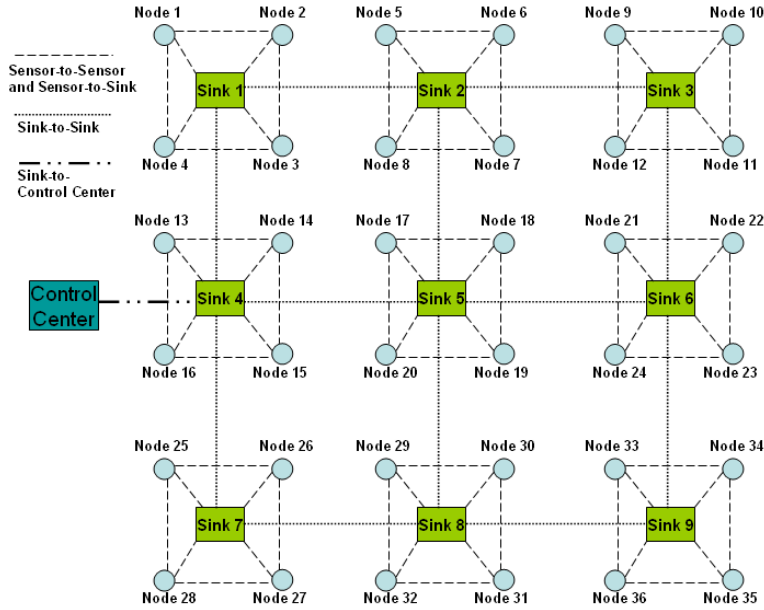 Node 1
Node 2
Node 5
Node 6
Node 9
Node 10
Sensor-to-Sensor
and Sensor-to-Sink
Sink 1
Sink 2
Sink 3
Sink-to-Sink
Node 4
Node 3
Node 8
Node 7
Node 12
Node 11
Sink-to-
Control Center
Node 13
Node 14
Node 17
Node 18
Node 21
Node 22
Control
Center
Sink 4
Sink 5
Sink 6
Node 16
Node 15
Node 20
Node 19
Node 24
Node 23
Node 25
Node 26
Node 29
Node 30
Node 33
Node 34
Sink 7
Sink 8
Sink 9
Node 28
Node 27
Node 32
Node 31
Node 36
Node 35